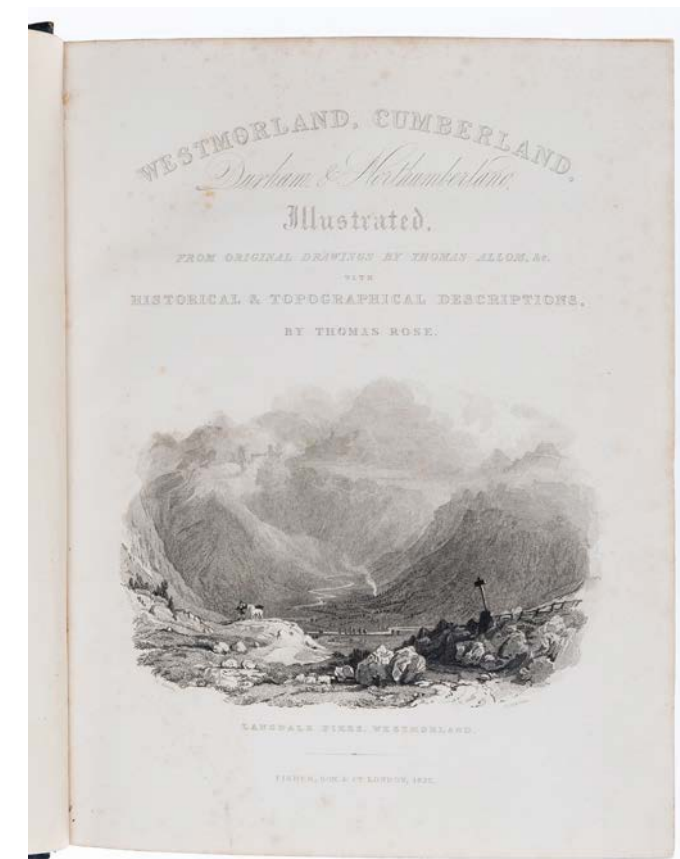 WESTMORLAND, CUMBERLAND,
Durham & Northumberland,
Illustrated,
FROM ORIGINAL DRAWINGS BY THOMAS ALLOM, &c.
WITH
HISTORICAL & TOPOGRAPHICAL DESCRIPTIONS,
BY THOMAS ROSE.
LANGDALE PIKES, WESTMORLAND.
FISHER, SON & Co LONDON,